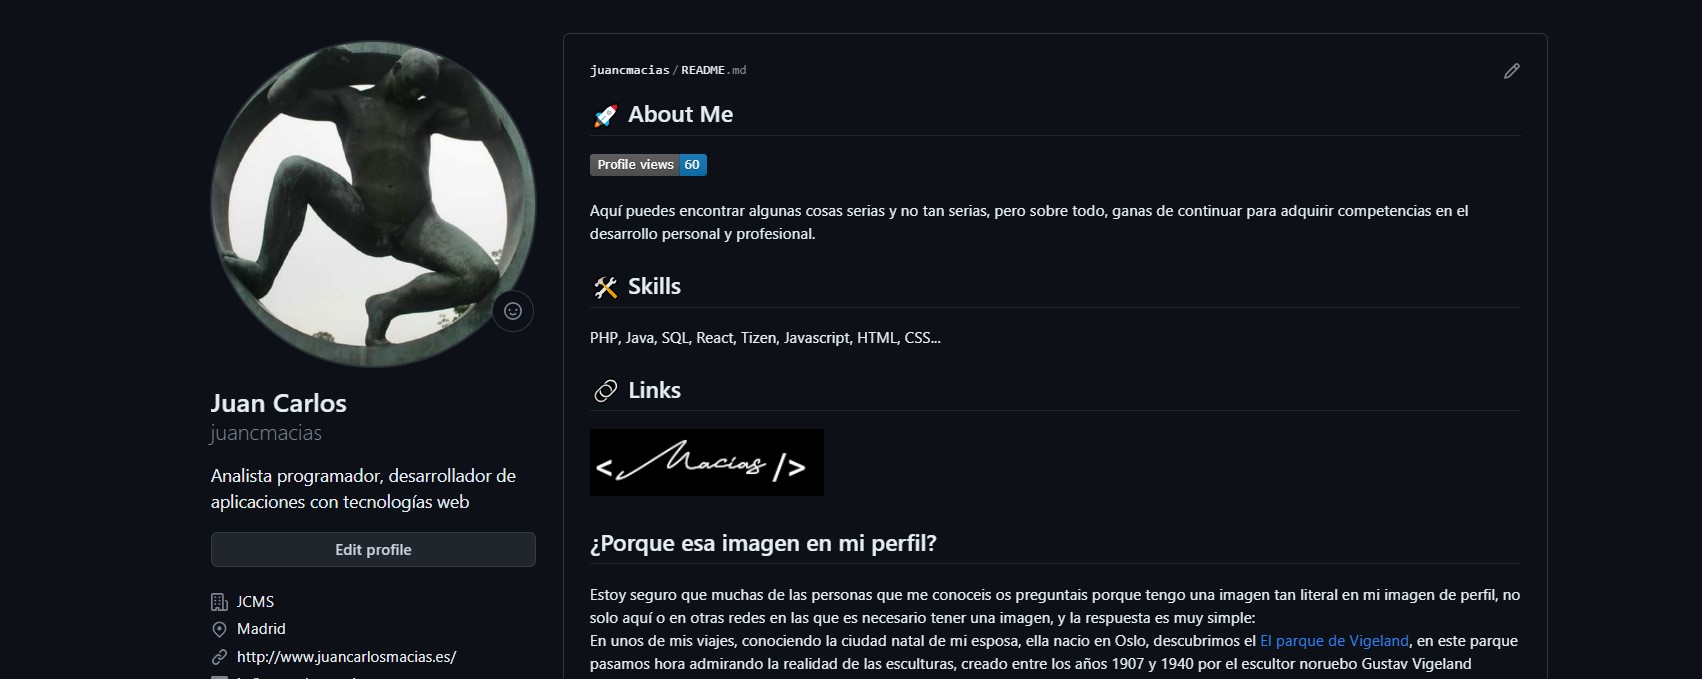 Juan Carlos
juancmacias
Analista programador, desarrollador de
aplicaciones con tecnologías web
Edit profile
JCMS
Madrid
http://www.juancarlosmacias.es/
juancmacias/README.md
About Me
Profile views 60
Aquí puedes encontrar algunas cosas serias y no tan serias, pero sobre todo, ganas de continuar para adquirir competencias en el
desarrollo personal y profesional.
Skills
PHP, Java, SQL, React, Tizen, Javascript, HTML, CSS...
Links
< Macias />
¿Porque esa imagen en mi perfil?
Estoy seguro que muchas de las personas que me conoceis os preguntais porque tengo una imagen tan literal en mi imagen de perfil, no
solo aquí o en otras redes en las que es necesario tener una imagen, y la respuesta es muy simple:
En unos de mis viajes, conociendo la ciudad natal de mi esposa, ella nacio en Oslo, descubrimos el El parque de Vigeland, en este parque
pasamos hora admirando la realidad de las esculturas, creado entre los años 1907 y 1940 por el escultor noruebo Gustav Vigeland